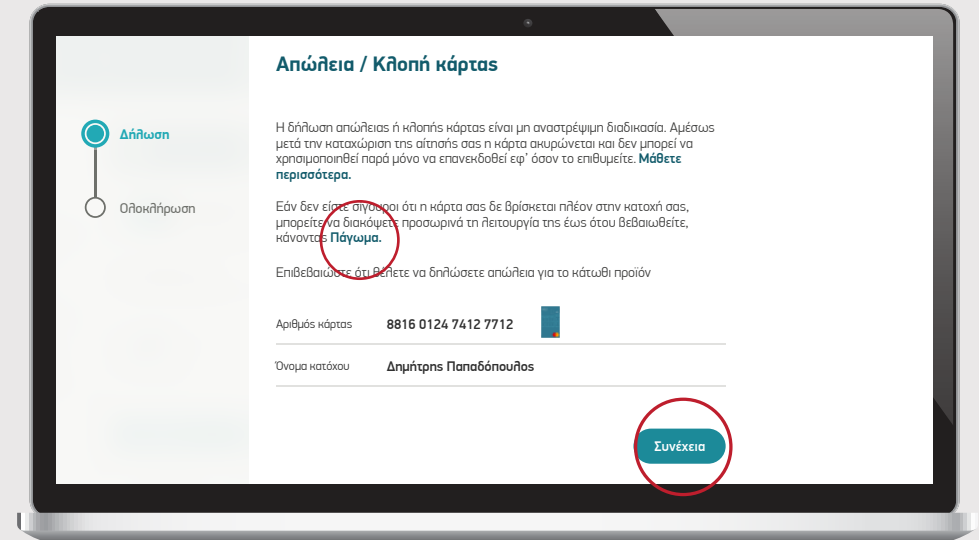 Απώλεια / Κλοπή κάρτας
Δήλωση
Ολοκλήρωση
Η δήλωση απώλειας ή κλοπής κάρτας είναι μη αναστρέψιμη διαδικασία. Αμέσως
μετά την καταχώριση της αίτησής σας η κάρτα ακυρώνεται και δεν μπορεί να
χρησιμοποιηθεί παρά μόνο να επανεκδοθεί εφ' όσον το επιθυμείτε. Μάθετε
περισσότερα.
Εάν δεν είστε σίγουροι ότι η κάρτα σας δε βρίσκεται πλέον στην κατοχή σας,
μπορείτε να διακόψετε προσωρινά τη λειτουργία της έως ότου βεβαιωθείτε,
κάνοντας Πάγωμα.
Επιβεβαιώστε ότι θέλετε να δηλώσετε απώλεια για το κάτωθι προϊόν
Αριθμός κάρτας 8816 0124 7412 7712
Όνομα κατόχου Δημήτρης Παπαδόπουλος
Συνέχεια